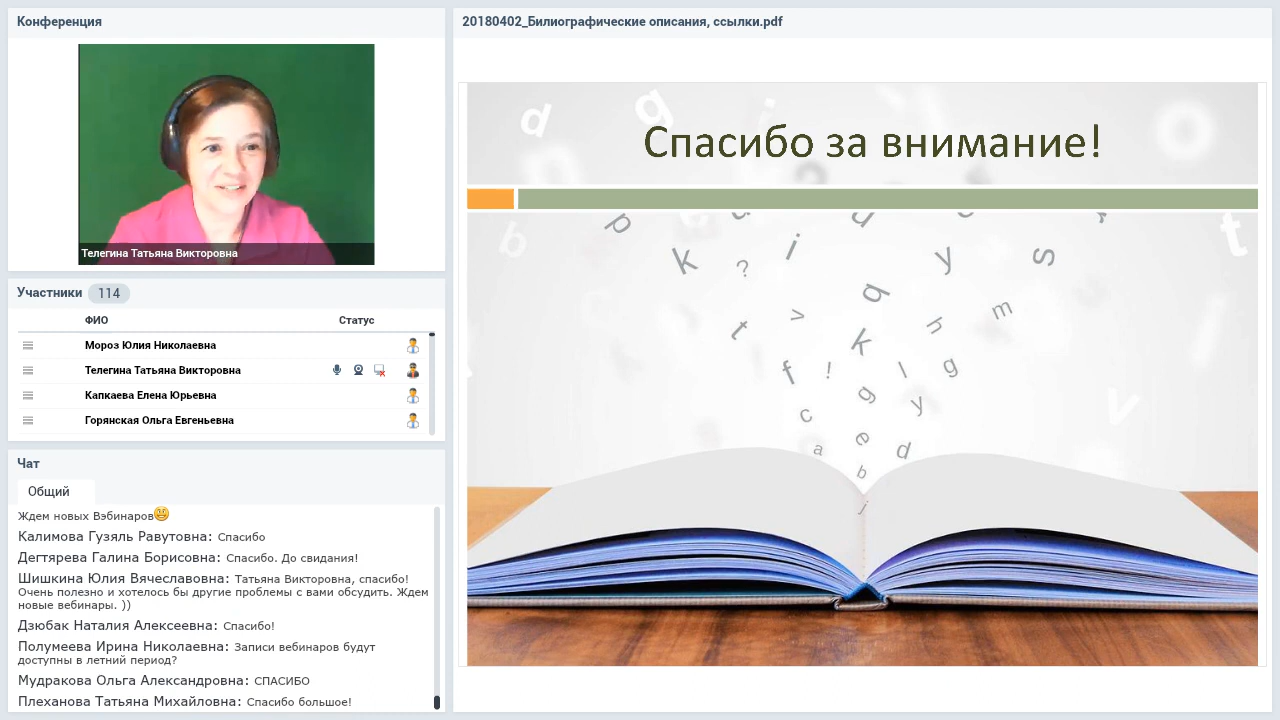 Конференция
Телегина Татьяна Викторовна
Участники 114
ФИО Статус
Мороз Юлия Николаевна
Телегина Татьяна Викторовна
Капкаева Елена Юрьевна
Горянская Ольга Евгеньевна
Чат
Общий
Ждем новых Вэбинаров
Калимова Гузяль Равутовна: Спасибо
Дегтярева Галина Борисовна: Спасибо. До свидания!
Шишкина Юлия Вячеславовна: Татьяна Викторовна, спасибо!
Очень полезно и хотелось бы другие проблемы с вами обсудить. Ждем
новые вебинары. ))
Дзюбак Наталия Алексеевна: Спасибо!
Полумеева Ирина Николаевна: Записи вебинаров будут
доступны в летний период?
Мудракова Ольга Александровна: СПАСИБО
Плеханова Татьяна Михайловна: Спасибо большое!
20180402_Билиографические описания, ссылки.pdf
Спасибо за внимание!